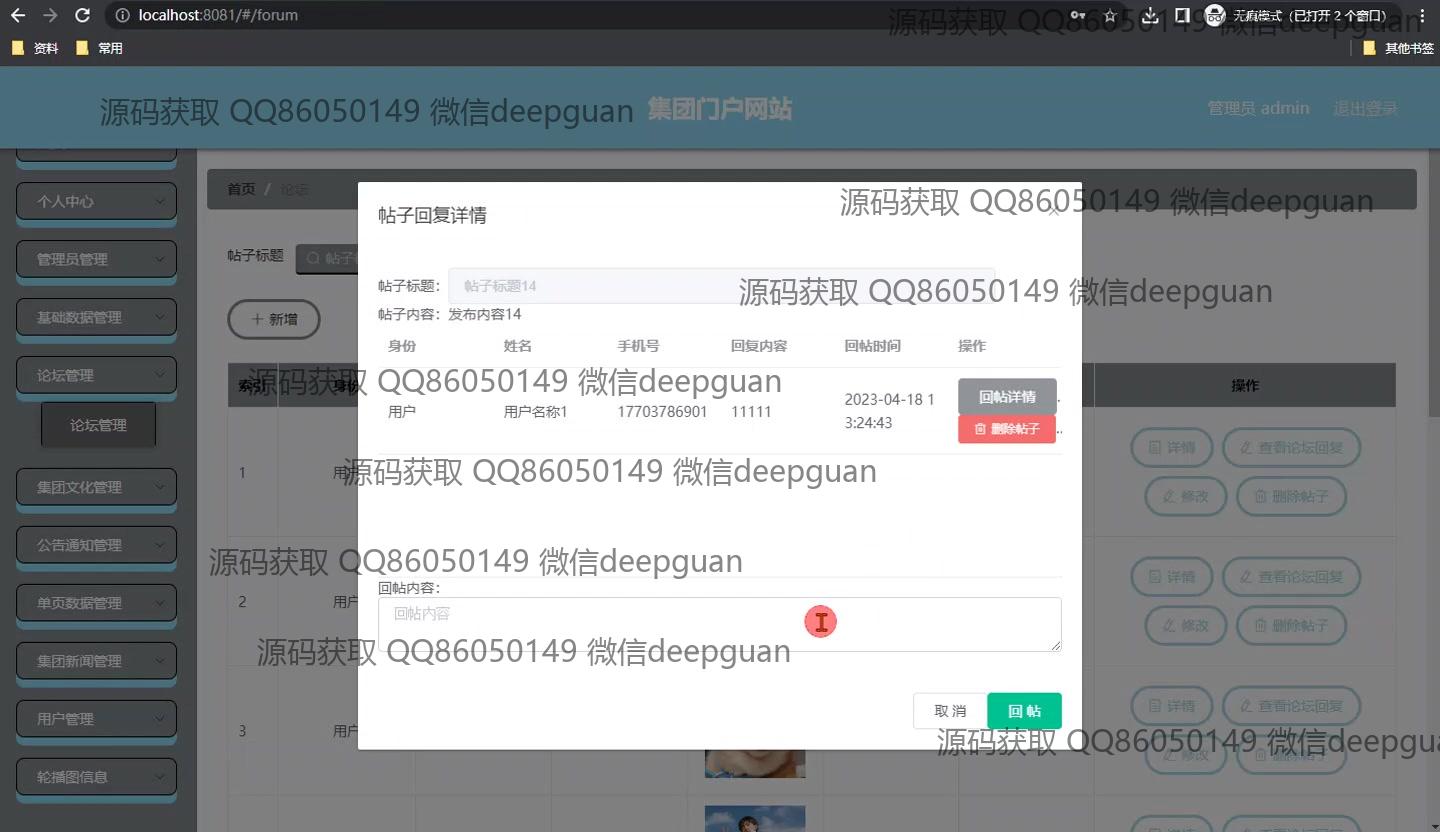 localhost:8081/#/forum
无痕模式（已打开 2 个窗口）
资料
常用
其他书签
源码获取 QQ86050149 微信deepguan
源码获取 QQ86050149 微信deepguan
集团门户网站
管理员 admin
退出登录
个人中心
管理员管理
基础数据管理
论坛管理
论坛管理
集团文化管理
公告通知管理
单页数据管理
集团新闻管理
用户管理
轮播图信息
首页 / 论坛
源码获取 QQ86050149 微信deepguan
帖子标题
新增
索引
操作
1
详情
查看论坛回复
修改
删除帖子
2
用户
详情
查看论坛回复
修改
删除帖子
3
用户
详情
查看论坛回复
修改
删除帖子
详情
查看论坛回复
帖子回复详情
帖子标题：
帖子标题14
源码获取 QQ86050149 微信deepguan
帖子内容：发布内容14
身份 姓名 手机号 回复内容 回帖时间 操作
源码获取 QQ86050149 微信deepguan
用户 用户名称1 17703786901 11111 2023-04-18 1
3:24:43
回帖详情
删除帖子
源码获取 QQ86050149 微信deepguan
源码获取 QQ86050149 微信deepguan
回帖内容：
回帖内容
源码获取 QQ86050149 微信deepguan
取 消
回 帖
源码获取 QQ86050149 微信deepgua